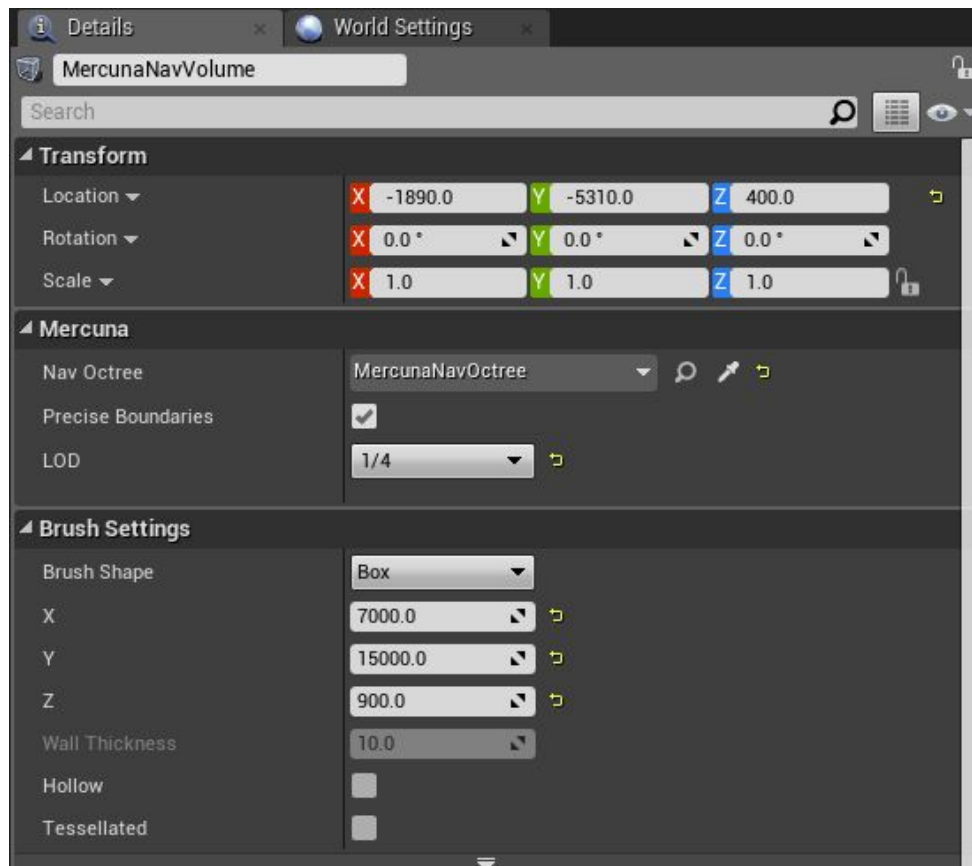 Details World Settings
MercunaNavVolume
Search
Transform
Location X -1890.0 Y -5310.0 Z 400.0
Rotation X 0.0 ° Y 0.0 ° Z 0.0 °
Scale X 1.0 Y 1.0 Z 1.0
Mercuna
Nav Octree MercunaNavOctree
Precise Boundaries
LOD 1/4
Brush Settings
Brush Shape Box
X 7000.0
Y 15000.0
Z 900.0
Wall Thickness 10.0
Hollow
Tessellated